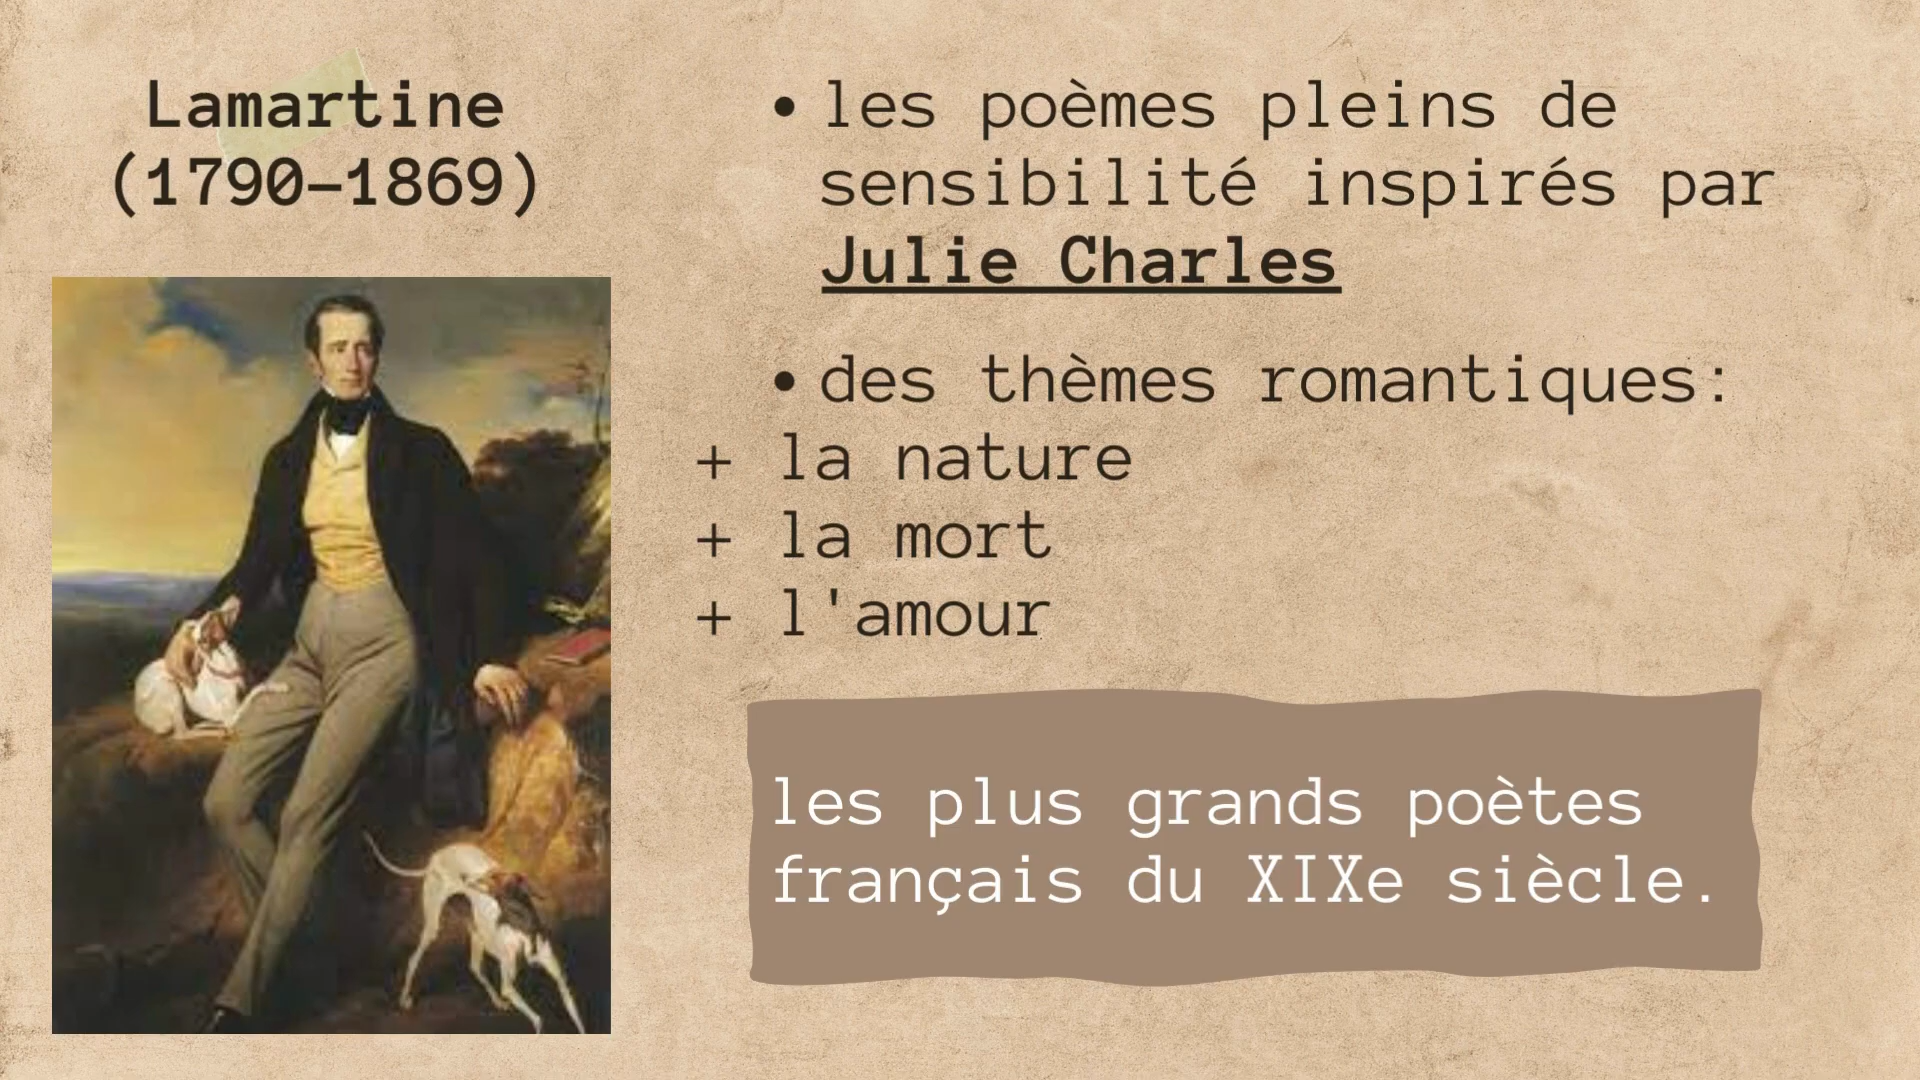 Lamartine
(1790-1869)
• les poèmes pleins de
sensibilité inspirés par
Julie Charles
• des thèmes romantiques:
+ la nature
+ la mort
+ l'amour
les plus grands poètes
français du XIXe siècle.